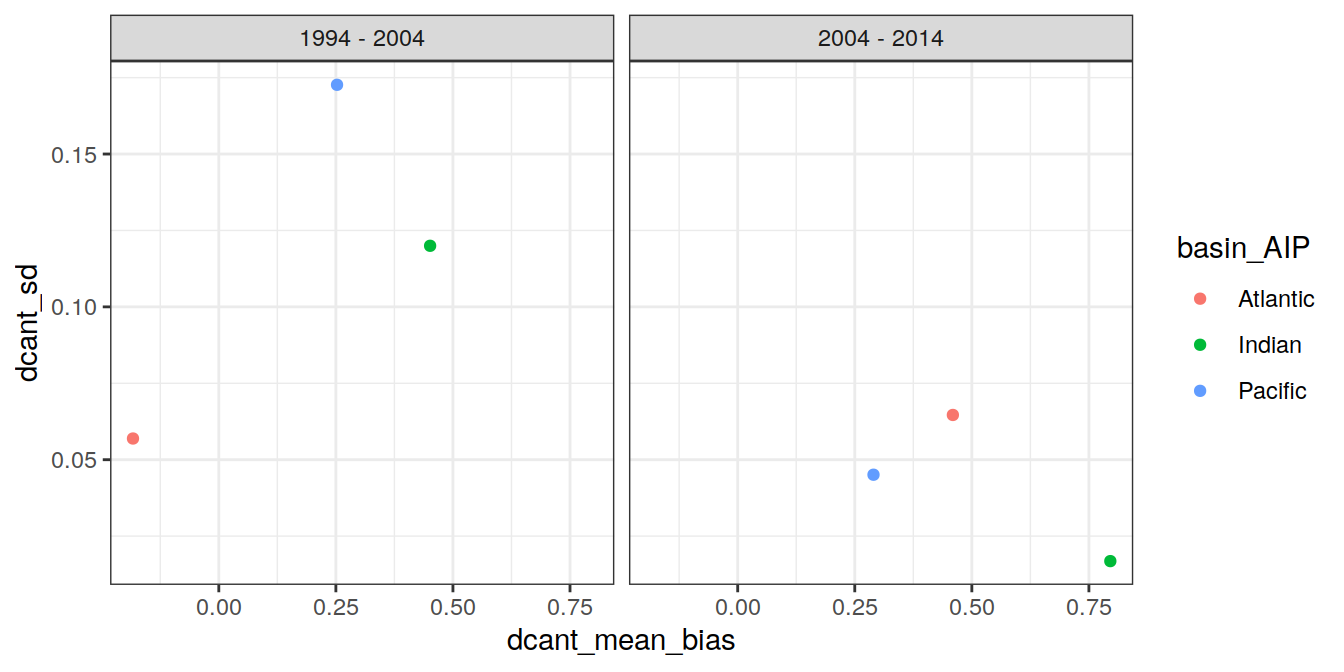 1994 - 2004
2004 - 2014
0.15
0.10
0.05
dcant_sd
0.00 0.25 0.50 0.75
0.00 0.25 0.50 0.75
dcant_mean_bias
basin_AIP
Atlantic
Indian
Pacific